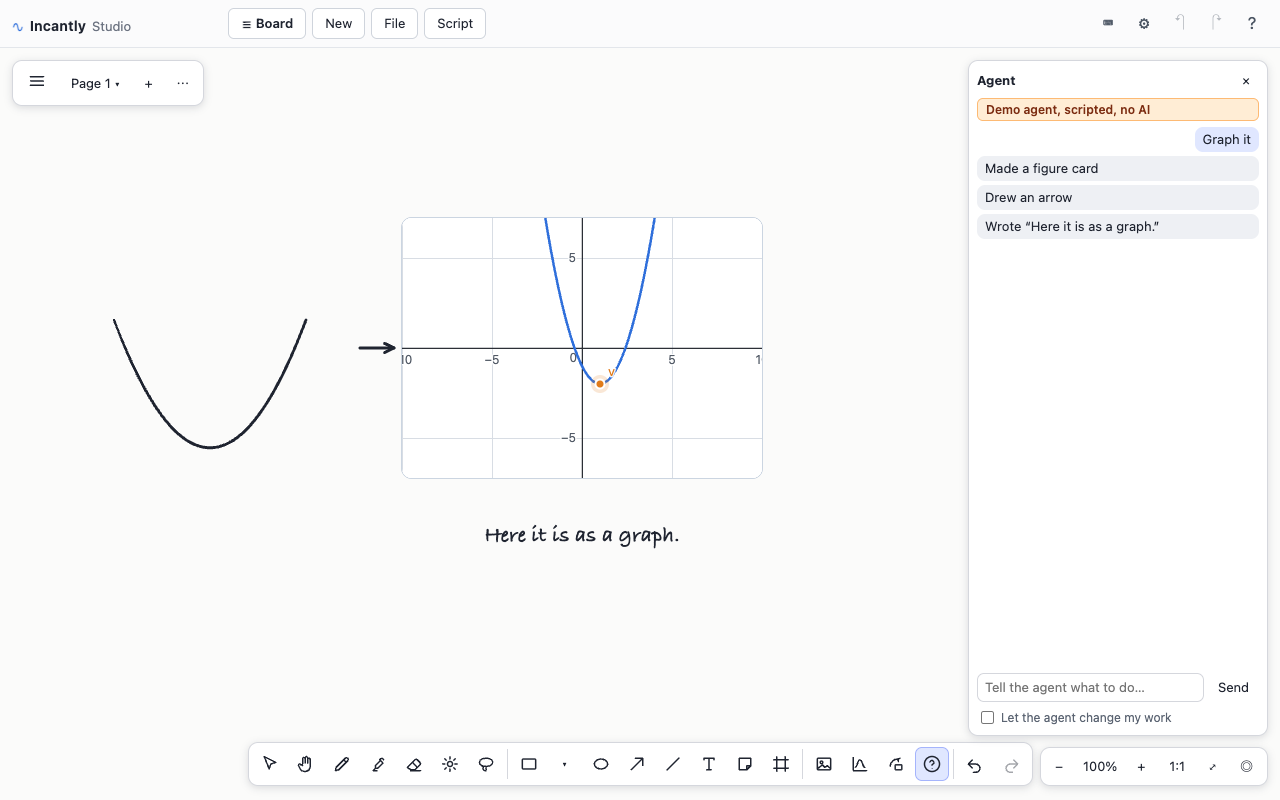 Incantly Studio
Board
New
File
Script
?
Page 1
+
...
Agent
×
Demo agent, scripted, no AI
Graph it
Made a figure card
Drew an arrow
Wrote “Here it is as a graph.”
5
10
−5
0
5
1
v
−5
Here it is as a graph.
Tell the agent what to do...
Send
Let the agent change my work
− 100% + 1:1